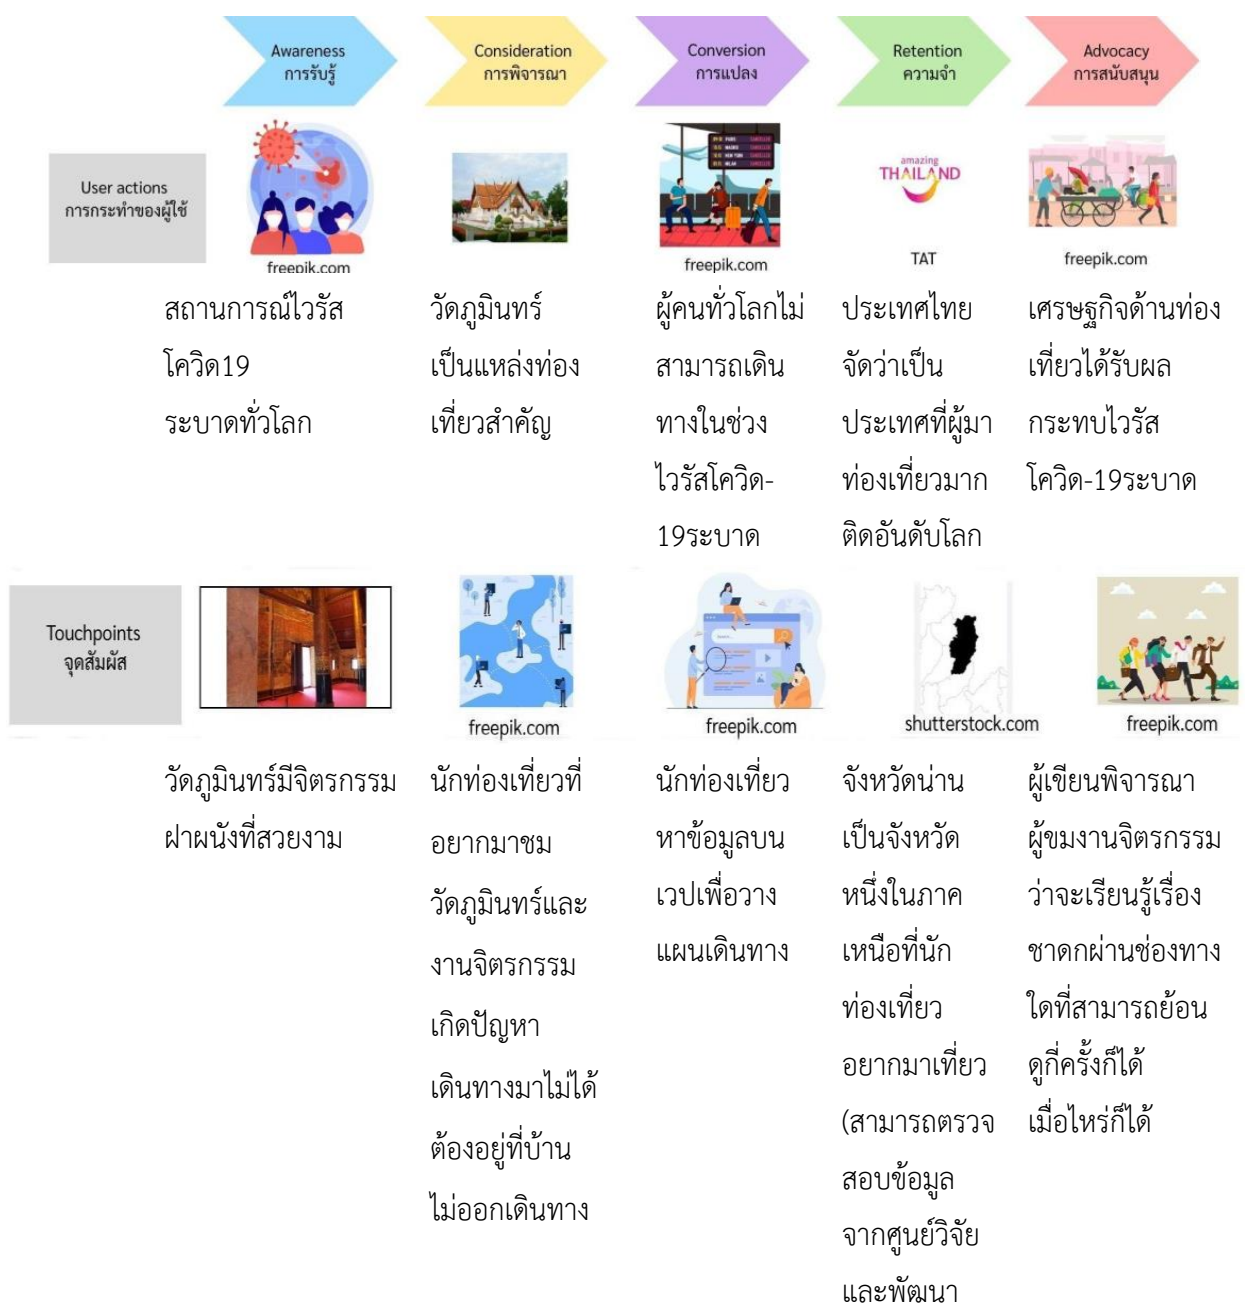 Awareness
การรับรู้
Consideration
การพิจารณา
Conversion
การแปลง
Retention
ความจำ
Advocacy
การสนับสนุน
User actions
การกระทำของผู้ใช้
freepik.com
freepik.com
amazing
THAILAND
TAT
freepik.com
สถานการณ์ไวรัส
โควิด19
ระบาดทั่วโลก
วัดภูมินทร์
เป็นแหล่งท่อง
เที่ยวสำคัญ
ผู้คนทั่วโลกไม่
สามารถเดิน
ทางในช่วง
ไวรัสโควิด-
19ระบาด
ประเทศไทย
จัดว่าเป็น
ประเทศที่ผู้มา
ท่องเที่ยวมาก
ติดอันดับโลก
เศรษฐกิจด้านท่อง
เที่ยวได้รับผล
กระทบไวรัส
โควิด-19ระบาด
Touchpoints
จุดสัมผัส
freepik.com
Search...
freepik.com
shutterstock.com
freepik.com
วัดภูมินทร์มีจิตรกรรม
ฝาผนังที่สวยงาม
นักท่องเที่ยวที่
อยากมาชม
วัดภูมินทร์และ
งานจิตรกรรม
เกิดปัญหา
เดินทางมาไม่ได้
ต้องอยู่ที่บ้าน
ไม่ออกเดินทาง
นักท่องเที่ยว
หาข้อมูลบน
เวปเพื่อวาง
แผนเดินทาง
จังหวัดน่าน
เป็นจังหวัด
หนึ่งในภาค
เหนือที่นัก
ท่องเที่ยว
อยากมาเที่ยว
(สามารถตรวจ
สอบข้อมูล
จากศูนย์วิจัย
และพัฒนา
ผู้เขียนพิจารณา
ผู้ขมงานจิตรกรรม
ว่าจะเรียนรู้เรื่อง
ชาดกผ่านช่องทาง
ใดที่สามารถย้อน
ดูกี่ครั้งก็ได้
เมื่อไหร่ก็ได้